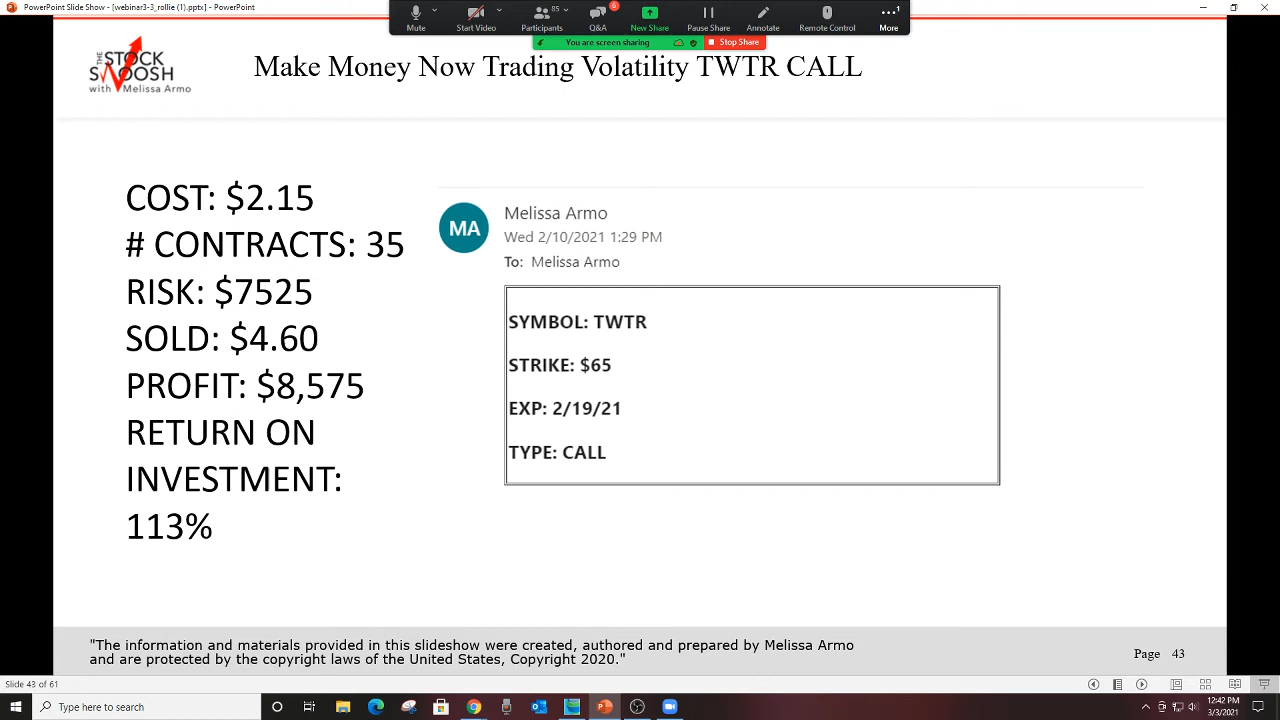 PowerPoint Slide Show - [webinar3-3_rollie (1).pptx] - PowerPoint
Mute
Start Video
85
Participants
6
Q&A
New Share
Pause Share
Annotate
Remote Control
1
More
You are screen sharing
Stop Share
THE STOCK
SWOOSH
with Melissa Armo
Make Money Now Trading Volatility TWTR CALL
COST: $2.15
# CONTRACTS: 35
RISK: $7525
SOLD: $4.60
PROFIT: $8,575
RETURN ON
INVESTMENT:
113%
MA
Melissa Armo
Wed 2/10/2021 1:29 PM
To: Melissa Armo
SYMBOL: TWTR
STRIKE: $65
EXP: 2/19/21
TYPE: CALL
"The information and materials provided in this slideshow were created, authored and prepared by Melissa Armo
and are protected by the copyright laws of the United States, Copyright 2020."
Page 43
Slide 43 of 61
Type here to search
12:42 PM
3/3/2021